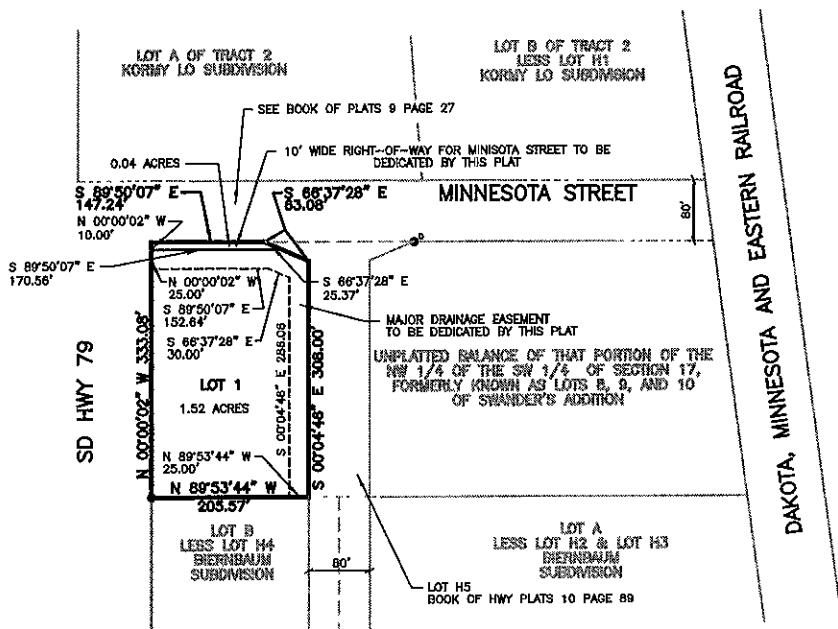 LOT A OF TRACT 2
KORMY LO SUBDIVISION
LOT B OF TRACT 2
LESS LOT H1
KORMY LO SUBDIVISION
SEE BOOK OF PLATS 9 PAGE 27
0.04 ACRES
10' WIDE RIGHT-OF-WAY FOR MINISOTA STREET TO BE
DEDICATED BY THIS PLAT
S 89°50'07" E
147.24'
S 66°37'28" E
63.08'
MINNESOTA STREET
80'
N 00°00'02" W
10.00'
S 89°50'07" E
170.56'
N 00°00'02" W
25.00'
S 66°37'28" E
25.37'
S 89°50'07" E
152.64'
S 66°37'28" E
30.00'
MAJOR DRAINAGE EASEMENT
TO BE DEDICATED BY THIS PLAT
UNPLATTED BALANCE OF THAT PORTION OF THE
NW 1/4 OF THE SW 1/4 OF SECTION 17,
FORMERLY KNOWN AS LOTS 8, 9, AND 10
OF SWANDER'S ADDITION
SD HWY 79
N 00°00'02" W 333.08'
LOT 1
1.52 ACRES
S 00°04'46" E 288.08
S 00°04'46" E 308.00'
N 89°53'44" W
25.00'
N 89°53'44" W
205.57'
DAKOTA, MINNESOTA AND EASTERN RAILROAD
LOT B
LESS LOT H4
BIERNBAUM
SUBDIVISION
80'
LOT A
LESS LOT H2 & LOT H3
BIERNBAUM
SUBDIVISION
LOT H5
BOOK OF HWY PLATS 10 PAGE 89